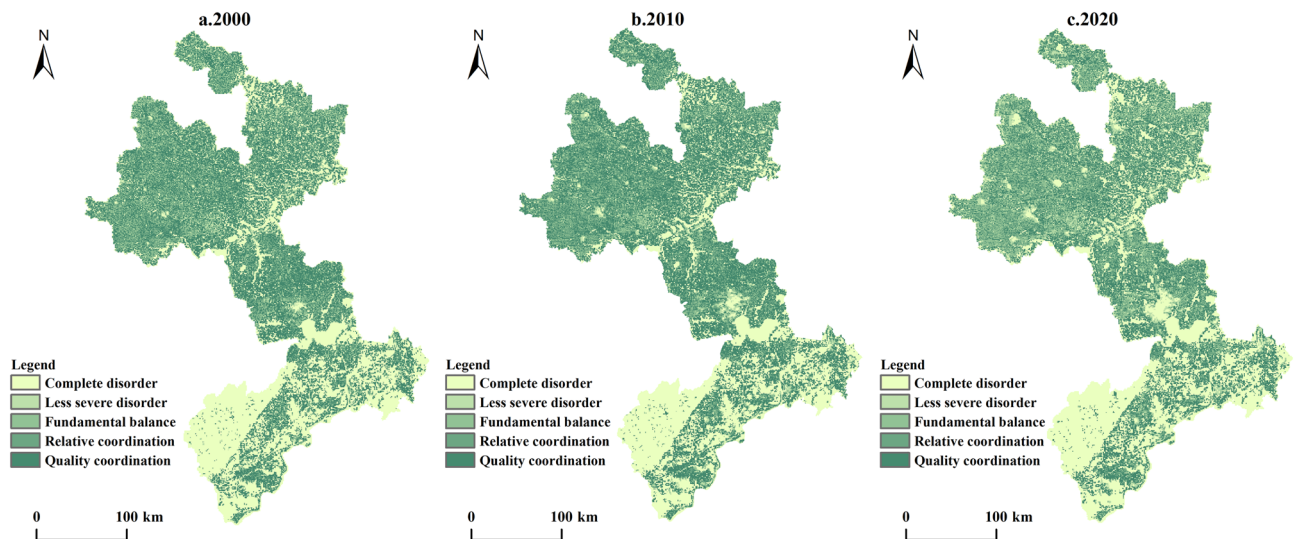 a.2000
N
Legend
Complete disorder
Less severe disorder
Fundamental balance
Relative coordination
Quality coordination
0 100 km
b.2010
N
Legend
Complete disorder
Less severe disorder
Fundamental balance
Relative coordination
Quality coordination
0 100 km
c.2020
N
Legend
Complete disorder
Less severe disorder
Fundamental balance
Relative coordination
Quality coordination
0 100 km